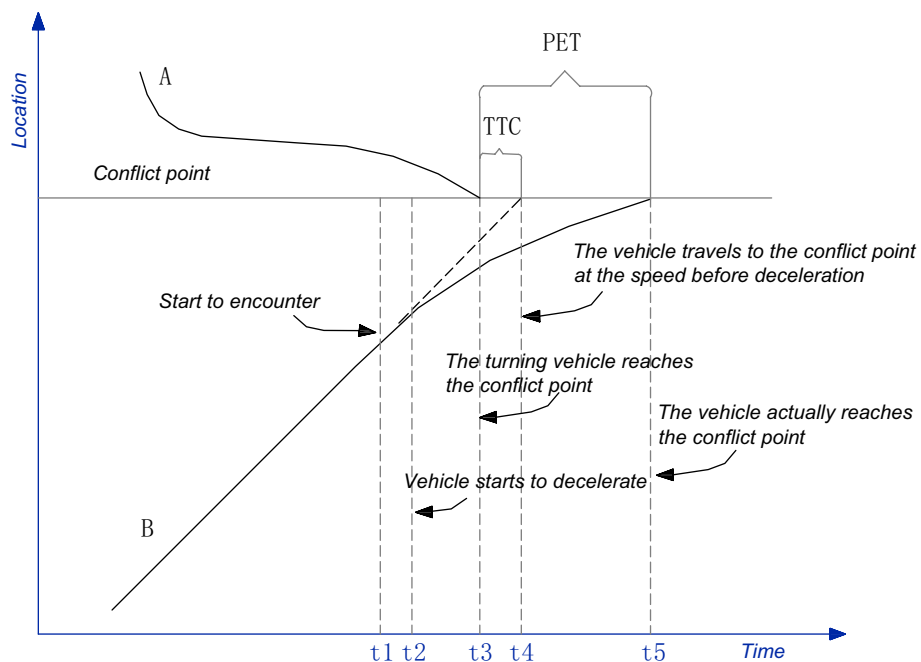 PET
A
Location
TTC
Conflict point
The vehicle travels to the conflict point
at the speed before deceleration
Start to encounter
The turning vehicle reaches
the conflict point
The vehicle actually reaches
the conflict point
Vehicle starts to decelerate
B
t1 t2 t3 t4 t5 Time